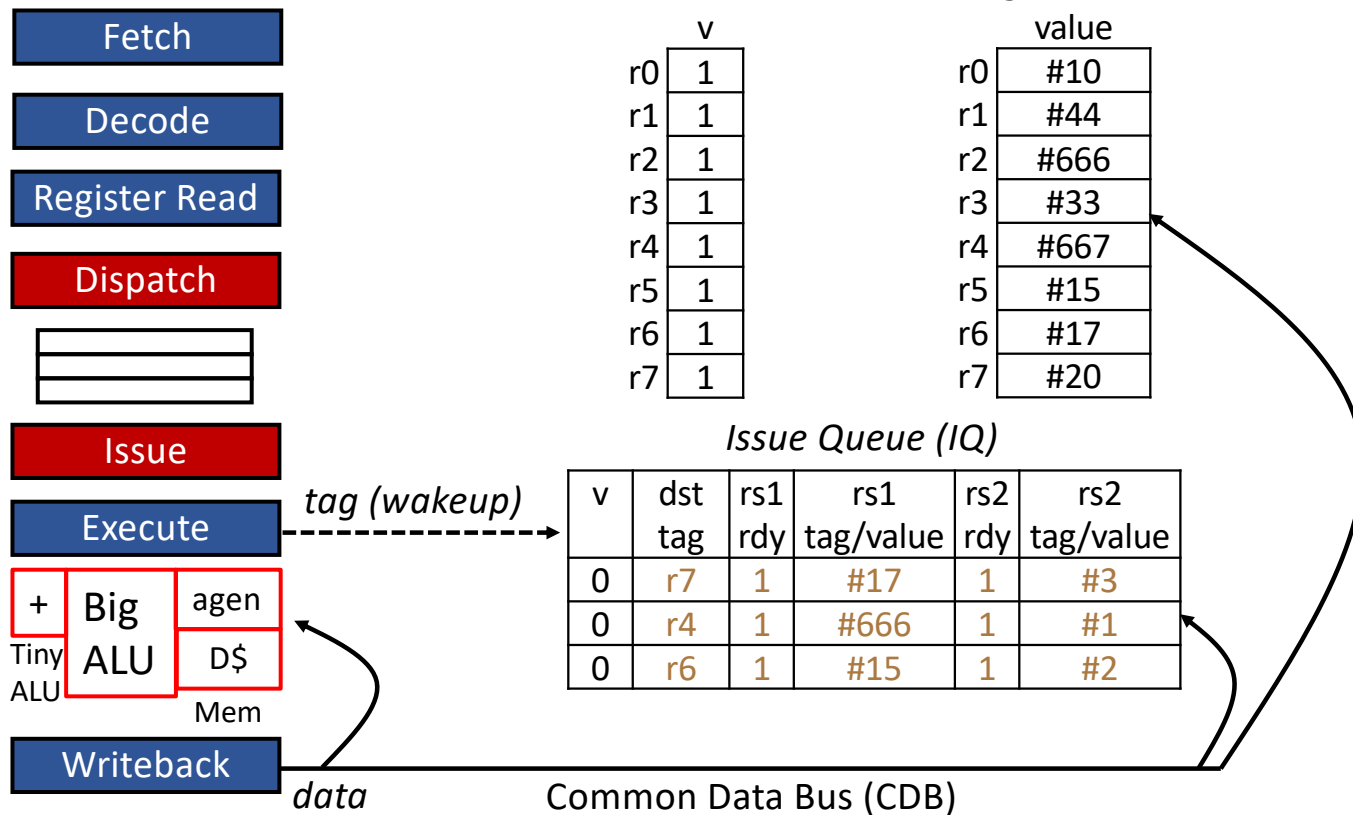 Fetch
Decode
Register Read
Dispatch
Issue
Execute
+
Big
ALU
agen
D$
Tiny
ALU
Mem
Writeback
data
tag (wakeup)
v
r0 1
r1 1
r2 1
r3 1
r4 1
r5 1
r6 1
r7 1
value
r0 #10
r1 #44
r2 #666
r3 #33
r4 #667
r5 #15
r6 #17
r7 #20
Issue Queue (IQ)
v dst tag rs1 rdy rs1 tag/value rs2 rdy rs2 tag/value
0 r7 1 #17 1 #3
0 r4 1 #666 1 #1
0 r6 1 #15 1 #2
Common Data Bus (CDB)